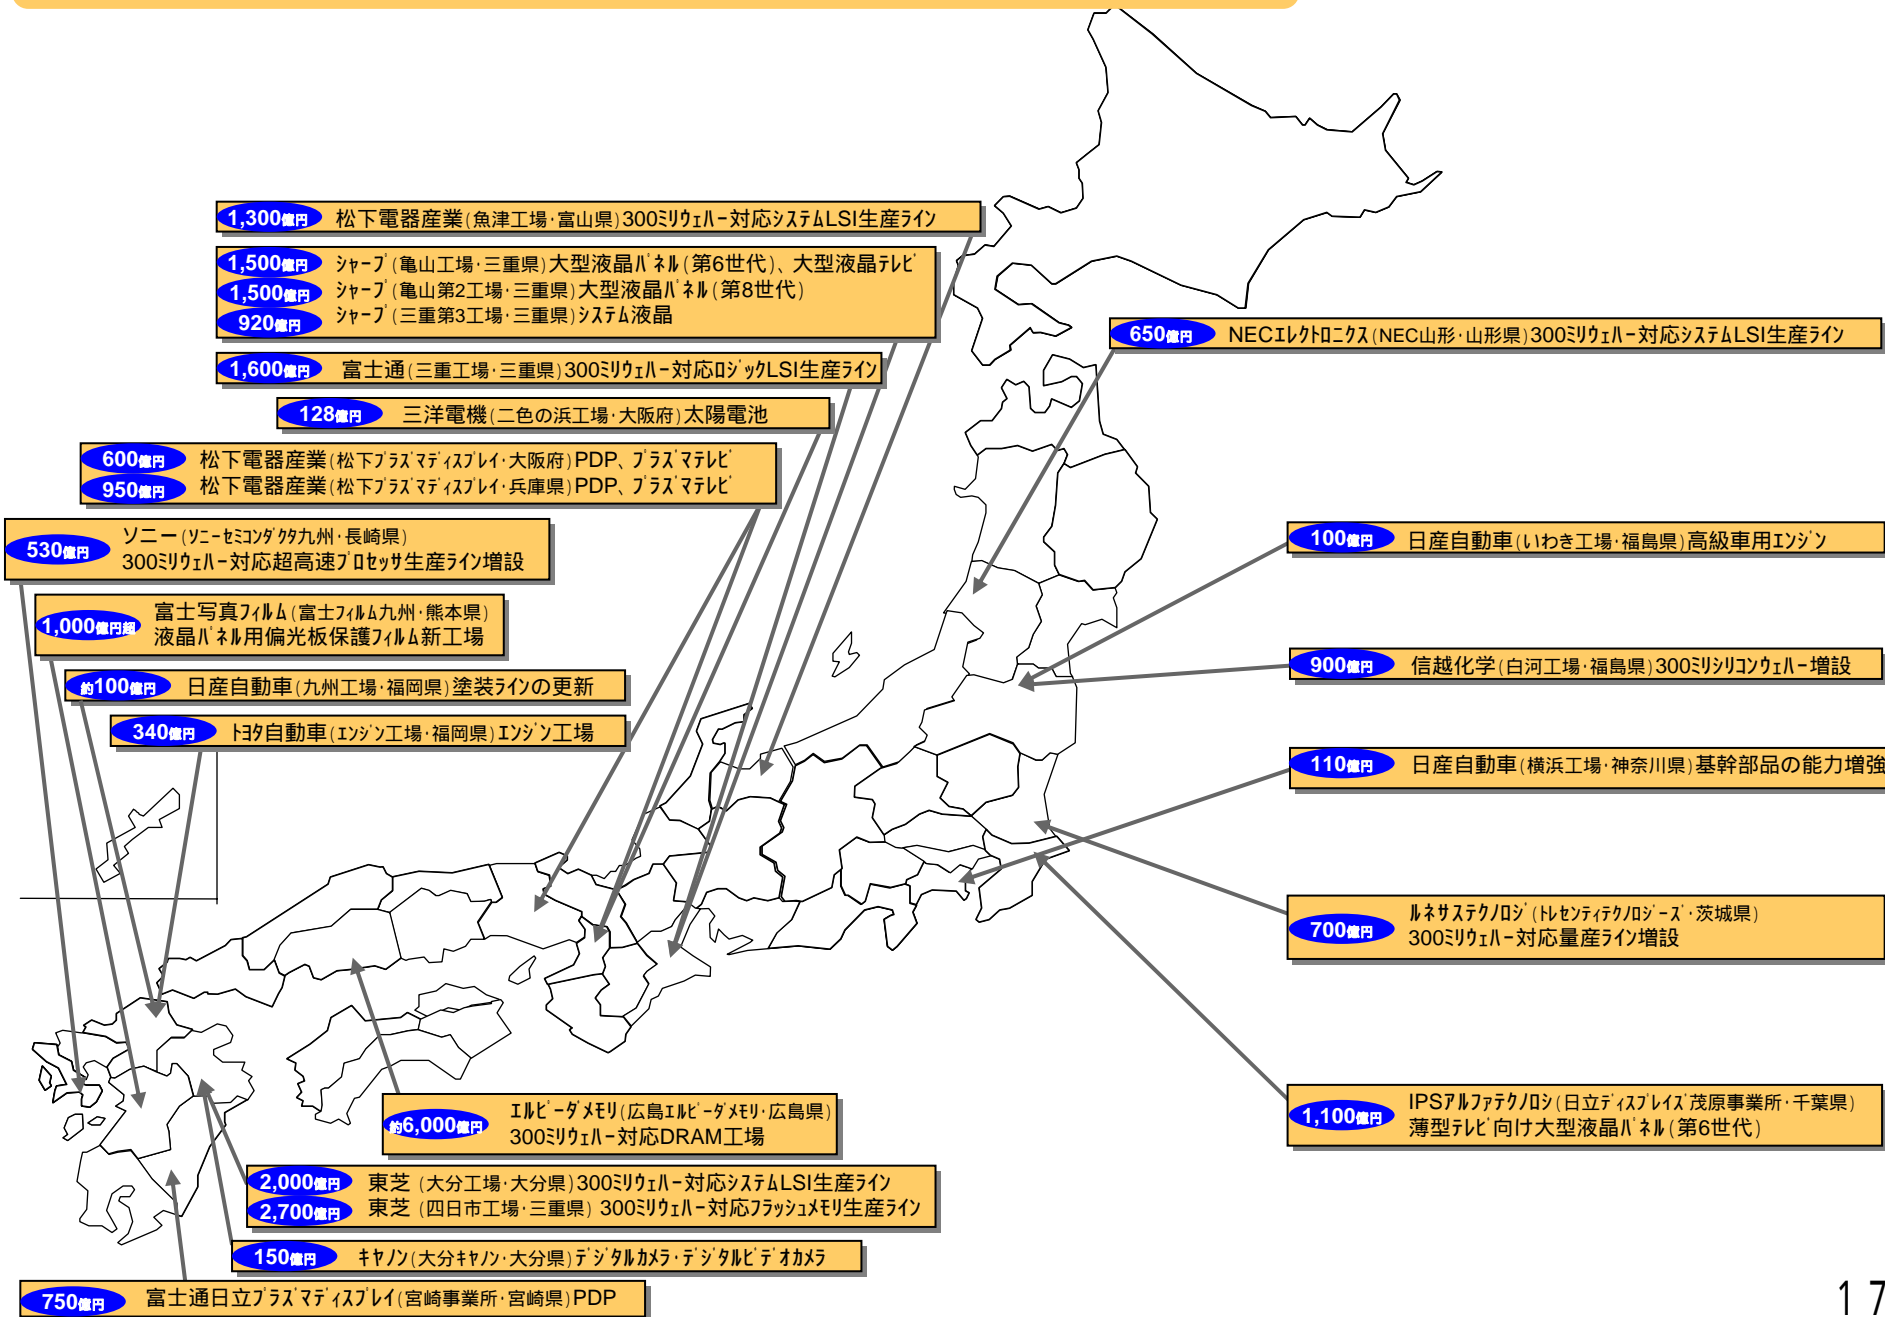 1,300億円 松下電器産業(魚津工場・富山県)300ﾐﾘｳｪﾊｰ対応ｼｽﾃﾑLSI生産ﾗｲﾝ
1,500億円 ｼｬｰﾌﾟ(亀山工場・三重県)大型液晶ﾊﾟﾈﾙ(第6世代)、大型液晶ﾃﾚﾋﾞ
1,500億円 ｼｬｰﾌﾟ(亀山第2工場・三重県)大型液晶ﾊﾟﾈﾙ(第8世代)
920億円 ｼｬｰﾌﾟ(三重第3工場・三重県)システム液晶
650億円 NECｴﾚｸﾄﾛﾆｸｽ(NEC山形・山形県)300ﾐﾘｳｪﾊｰ対応ｼｽﾃﾑLSI生産ﾗｲﾝ
1,600億円 富士通(三重工場・三重県)300ﾐﾘｳｪﾊｰ対応ﾛｼﾞｯｸLSI生産ﾗｲﾝ
128億円 三洋電機(二色の浜工場・大阪府)太陽電池
600億円 松下電器産業(松下ﾌﾟﾗｽﾞﾏﾃﾞｨｽﾌﾟﾚｲ・大阪府)PDP、ﾌﾟﾗｽﾞﾏﾃﾚﾋﾞ
950億円 松下電器産業(松下ﾌﾟﾗｽﾞﾏﾃﾞｨｽﾌﾟﾚｲ・兵庫県)PDP、ﾌﾟﾗｽﾞﾏﾃﾚﾋﾞ
530億円 ソニー(ｿﾆｰｾﾐｺﾝﾀﾞｸﾀ九州・長崎県)
300ﾐﾘｳｪﾊｰ対応超高速ﾌﾟﾛｾｯｻ生産ﾗｲﾝ増設
100億円 日産自動車(いわき工場・福島県)高級車用ｴﾝｼﾞﾝ
1,000億円超 富士写真ﾌｨﾙﾑ(富士ﾌｨﾙﾑ九州・熊本県)
液晶ﾊﾟﾈﾙ用偏光板保護ﾌｨﾙﾑ新工場
900億円 信越化学(白河工場・福島県)300ﾐﾘｼﾘｺﾝｳｪﾊｰ増設
約100億円 日産自動車(九州工場・福岡県)塗装ﾗｲﾝの更新
340億円 ﾄﾖﾀ自動車(ｴﾝｼﾞﾝ工場・福岡県)ｴﾝｼﾞﾝ工場
110億円 日産自動車(横浜工場・神奈川県)基幹部品の能力増強
700億円 ﾙﾈｻｽﾃｸﾉﾛｼﾞ(ﾄﾚｾﾝﾃｨﾃｸﾉﾛｼﾞｰｽﾞ・茨城県)
300ﾐﾘｳｪﾊｰ対応量産ﾗｲﾝ増設
約6,000億円 ｴﾙﾋﾟｰﾀﾞﾒﾓﾘ(広島ｴﾙﾋﾟｰﾀﾞﾒﾓﾘ・広島県)
300ﾐﾘｳｪﾊｰ対応DRAM工場
1,100億円 IPSｱﾙﾌｧﾃｸﾉﾛｼﾞ(日立ﾃﾞｨｽﾌﾟﾚｲｽﾞ茂原事業所・千葉県)
薄型ﾃﾚﾋﾞ向け大型液晶ﾊﾟﾈﾙ(第6世代)
2,000億円 東芝 (大分工場・大分県)300ﾐﾘｳｪﾊｰ対応ｼｽﾃﾑLSI生産ﾗｲﾝ
2,700億円 東芝 (四日市工場・三重県) 300ﾐﾘｳｪﾊｰ対応ﾌﾗｯｼｭﾒﾓﾘ生産ﾗｲﾝ
150億円 ｷﾔﾉﾝ(大分ｷﾔﾉﾝ・大分県)ﾃﾞｼﾞﾀﾙｶﾒﾗ・ﾃﾞｼﾞﾀﾙﾋﾞﾃﾞｵｶﾒﾗ
750億円 富士通日立ﾌﾟﾗｽﾞﾏﾃﾞｨｽﾌﾟﾚｲ(宮崎事業所・宮崎県)PDP
17